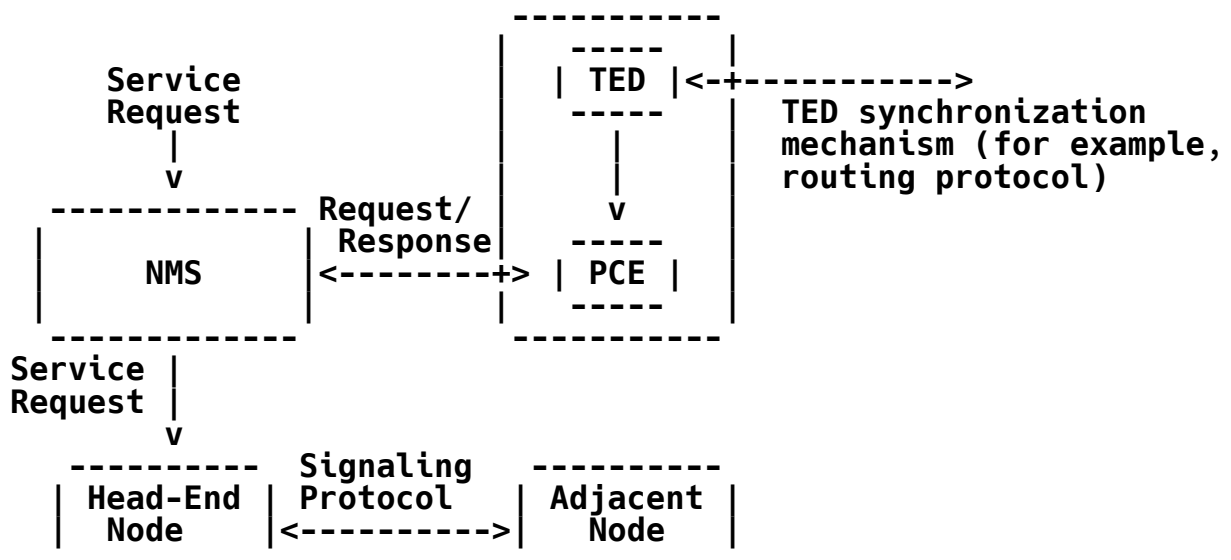 TED
Service
Request
TED synchronization
mechanism (for example,
routing protocol)
v
v
Request/
Response
NMS
PCE
Service
Request
v
Signaling
Protocol
Head-End
Node
Adjacent
Node